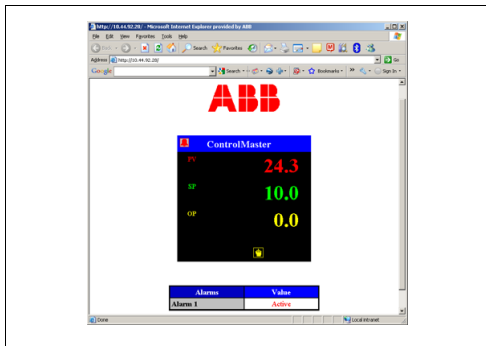 http://10.44.92.28/ - Microsoft Internet Explorer provided by ABB
File Edit View Favorites Tools Help
Back Search Favorites
Address http://10.44.92.28/ Go
Google Search Bookmarks Sign In
ABB
ControlMaster
PV 24.3
SP 10.0
OP 0.0
Alarms Value
Alarm 1 Active
Done Local intranet